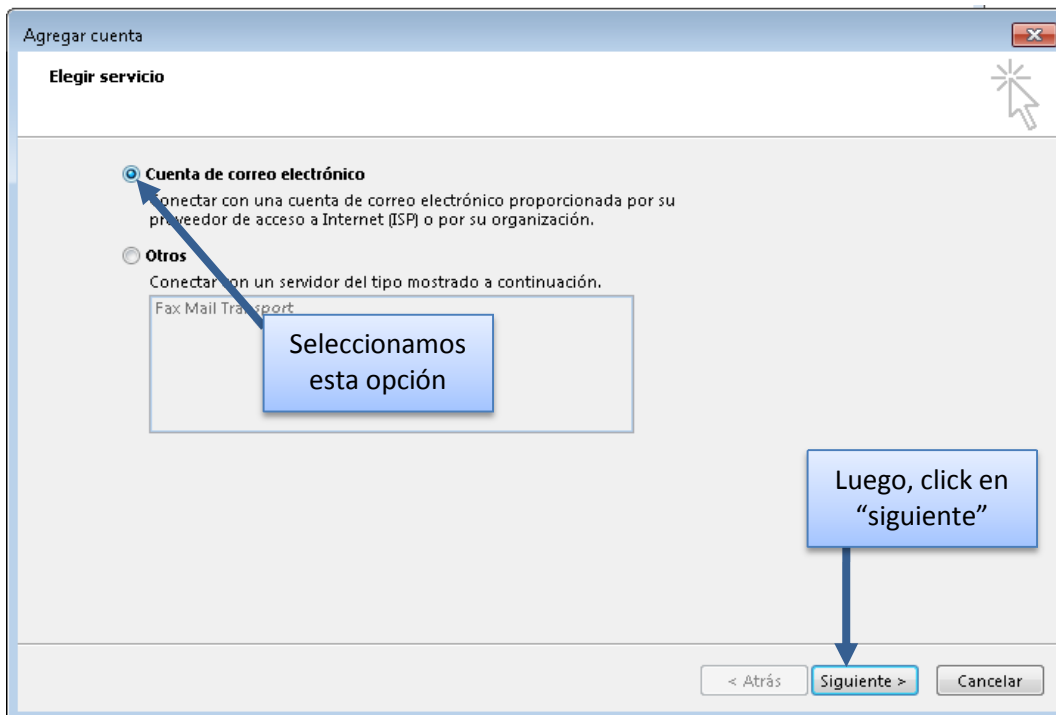 Agregar cuenta
Elegir servicio
Cuenta de correo electrónico
Conectar con una cuenta de correo electrónico proporcionada por su
proveedor de acceso a Internet (ISP) o por su organización.
Otros
Conectar con un servidor del tipo mostrado a continuación.
Fax Mail Transport
Seleccionamos
esta opción
Luego, click en
“siguiente”
< Atrás
Siguiente >
Cancelar